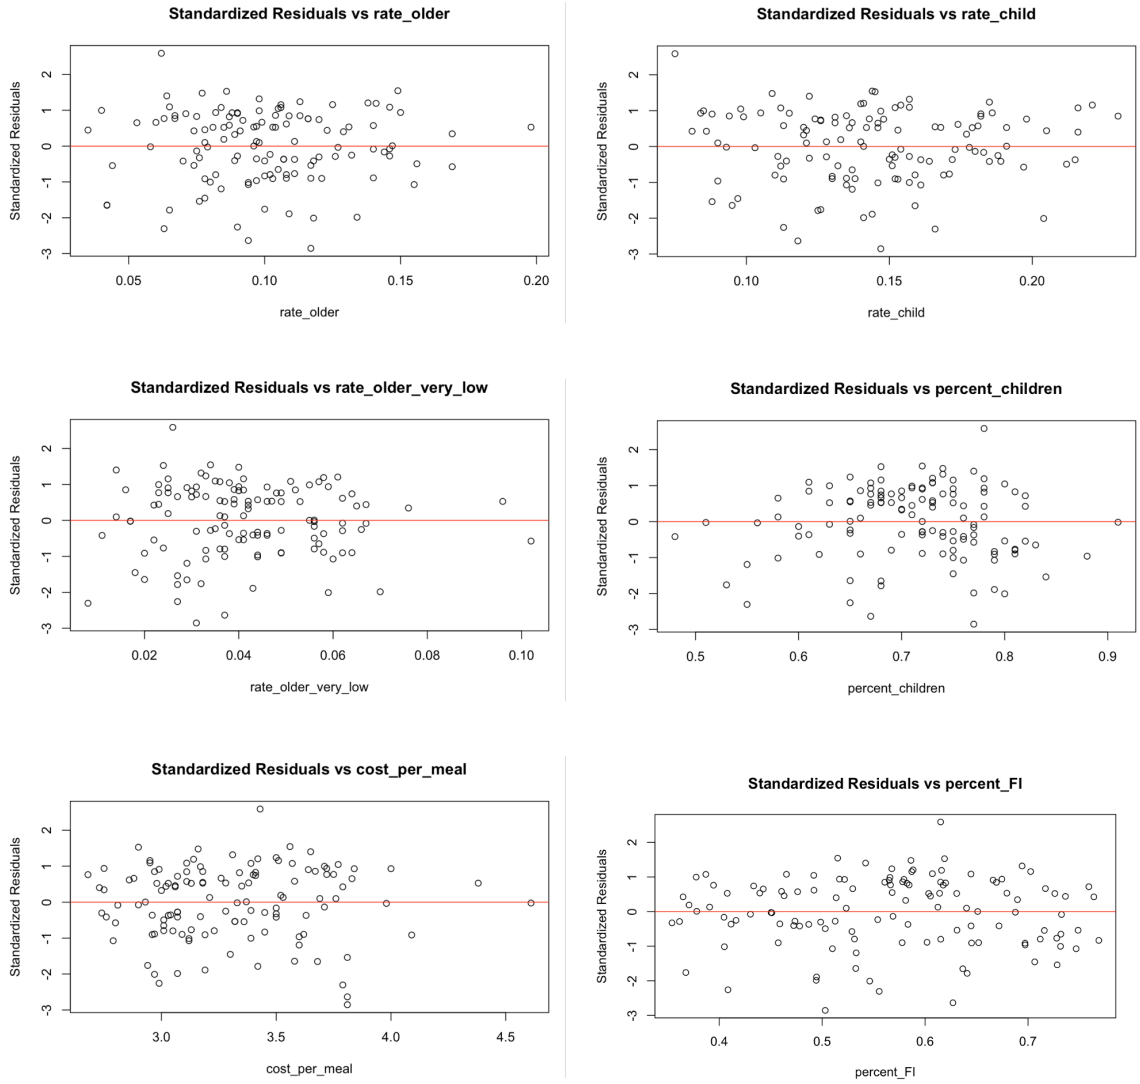 Standardized Residuals vs rate_older
Standardized Residuals
2
1
0
-1
-2
-3
0.05 0.10 0.15 0.20
rate_older
Standardized Residuals vs rate_child
Standardized Residuals
2
1
0
-1
-2
-3
0.10 0.15 0.20
rate_child
Standardized Residuals vs rate_older_very_low
Standardized Residuals
2
1
0
-1
-2
-3
0.02 0.04 0.06 0.08 0.10
rate_older_very_low
Standardized Residuals vs percent_children
Standardized Residuals
2
1
0
-1
-2
-3
0.5 0.6 0.7 0.8 0.9
percent_children
Standardized Residuals vs cost_per_meal
Standardized Residuals
2
1
0
-1
-2
-3
3.0 3.5 4.0 4.5
cost_per_meal
Standardized Residuals vs percent_FI
Standardized Residuals
2
1
0
-1
-2
-3
0.4 0.5 0.6 0.7
percent_FI